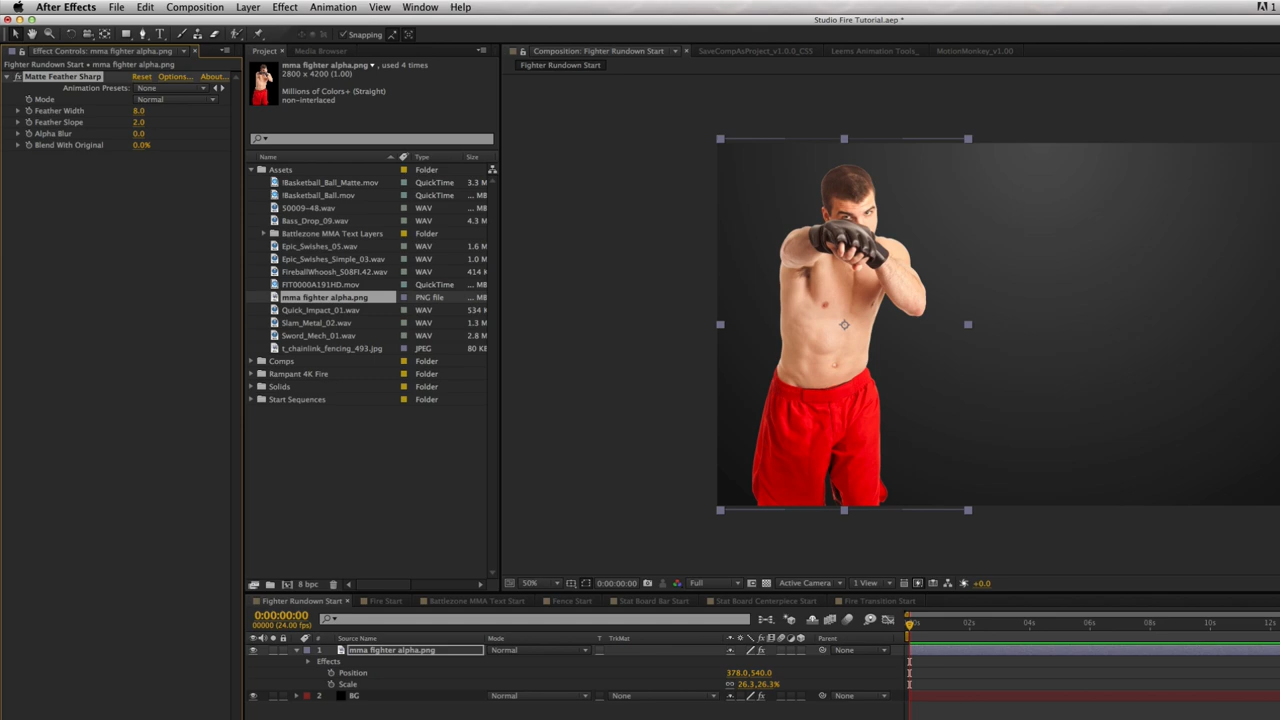 After Effects File Edit Composition Layer Effect Animation View Window Help
Studio Fire Tutorial.aep *
Snapping
Effect Controls: mma fighter alpha.png
Fighter Rundown Start • mma fighter alpha.png
fx Matte Feather Sharp Reset Options... About...
Animation Presets: None
Mode Normal
Feather Width 8.0
Feather Slope 2.0
Alpha Blur 0.0
Blend With Original 0.0%
Project Media Browser
mma fighter alpha.png, used 4 times
2800 x 4200 (1.00)
Millions of Colors+ (Straight)
non-interlaced
Name Type Size
Assets Folder
!Basketball_Ball_Matte.mov QuickTime 3.3 M
!Basketball_Ball.mov QuickTime ... MB
50009-48.wav WAV ... MB
Bass_Drop_09.wav WAV 4.3 M
Battlezone MMA Text Layers Folder
Epic_Swishes_05.wav WAV 1.6 M
Epic_Swishes_Simple_03.wav WAV 1.0 M
FireballWhoosh_S08FI.42.wav WAV 414 K
FIT0000A191HD.mov QuickTime ... MB
mma fighter alpha.png PNG file ... MB
Quick_Impact_01.wav WAV 534 K
Slam_Metal_02.wav WAV 1.3 M
Sword_Mech_01.wav WAV 2.8 M
t_chainlink_fencing_493.jpg JPEG 80 KB
Comps Folder
Rampant 4K Fire Folder
Solids Folder
Start Sequences Folder
8 bpc
Composition: Fighter Rundown Start SaveCompAsProject_v1.0.0_CS5 Leems Animation Tools_ MotionMonkey_v1.00
Fighter Rundown Start
50% 0:00:00:00 Full Active Camera 1 View +0.0
Fighter Rundown Start Fire Start Battlezone MMA Text Start Fence Start Stat Board Bar Start Stat Board Centerpiece Start Fire Transition Start
0:00:00:00
00000 (24.00 fps)
:00s 02s 04s 06s 08s 10s 12s
# Source Name Mode T TrkMat Parent
1 mma fighter alpha.png Normal fx None
Effects
Position 378.0,540.0
Scale 26.3,26.3%
2 BG Normal None fx None